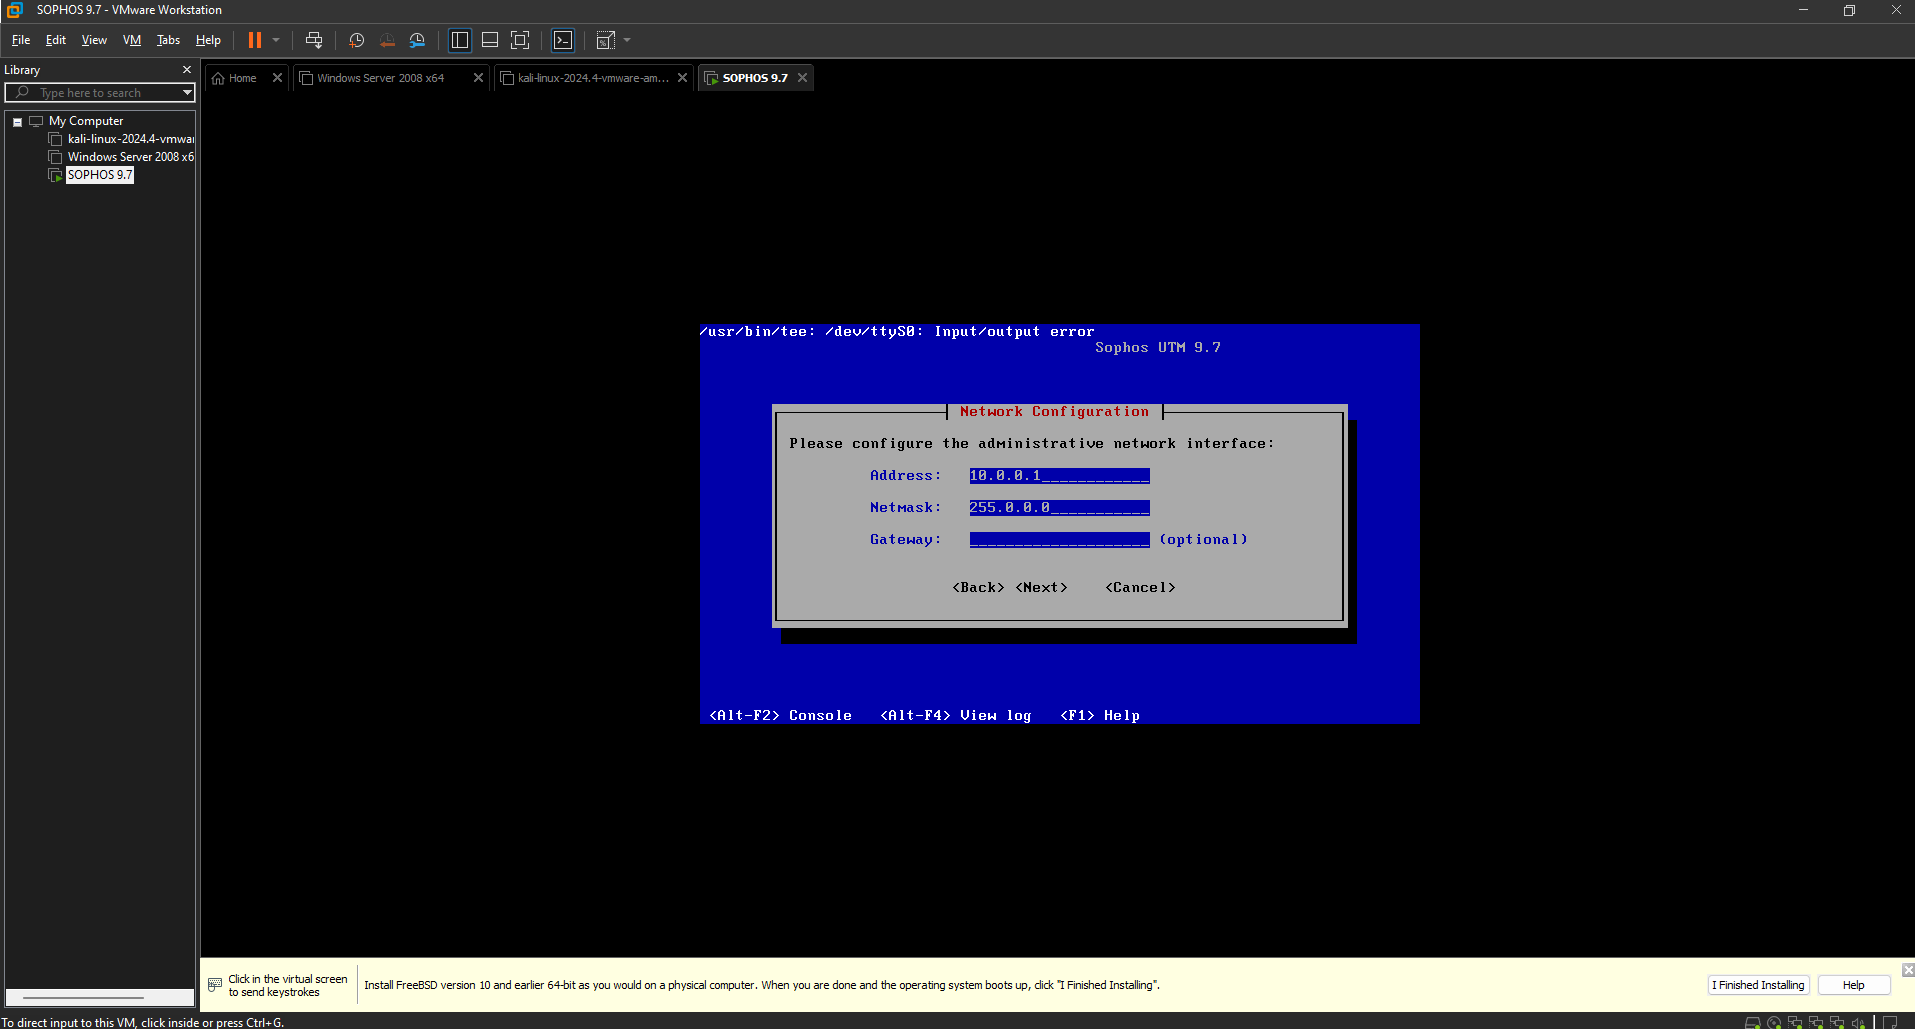 SOPHOS 9.7 - VMware Workstation
File Edit View VM Tabs Help
Library
Type here to search
My Computer
kali-linux-2024.4-vmwar
Windows Server 2008 x6
SOPHOS 9.7
Home
Windows Server 2008 x64
kali-linux-2024.4-vmware-am...
SOPHOS 9.7
/usr/bin/tee: /dev/ttyS0: Input/output error
Sophos UTM 9.7
Network Configuration
Please configure the administrative network interface:
Address: 10.0.0.1____________
Netmask: 255.0.0.0___________
Gateway: ____________________ (optional)
<Back> <Next> <Cancel>
<Alt-F2> Console <Alt-F4> View log <F1> Help
Click in the virtual screen
to send keystrokes
Install FreeBSD version 10 and earlier 64-bit as you would on a physical computer. When you are done and the operating system boots up, click "I Finished Installing".
I Finished Installing
Help
To direct input to this VM, click inside or press Ctrl+G.